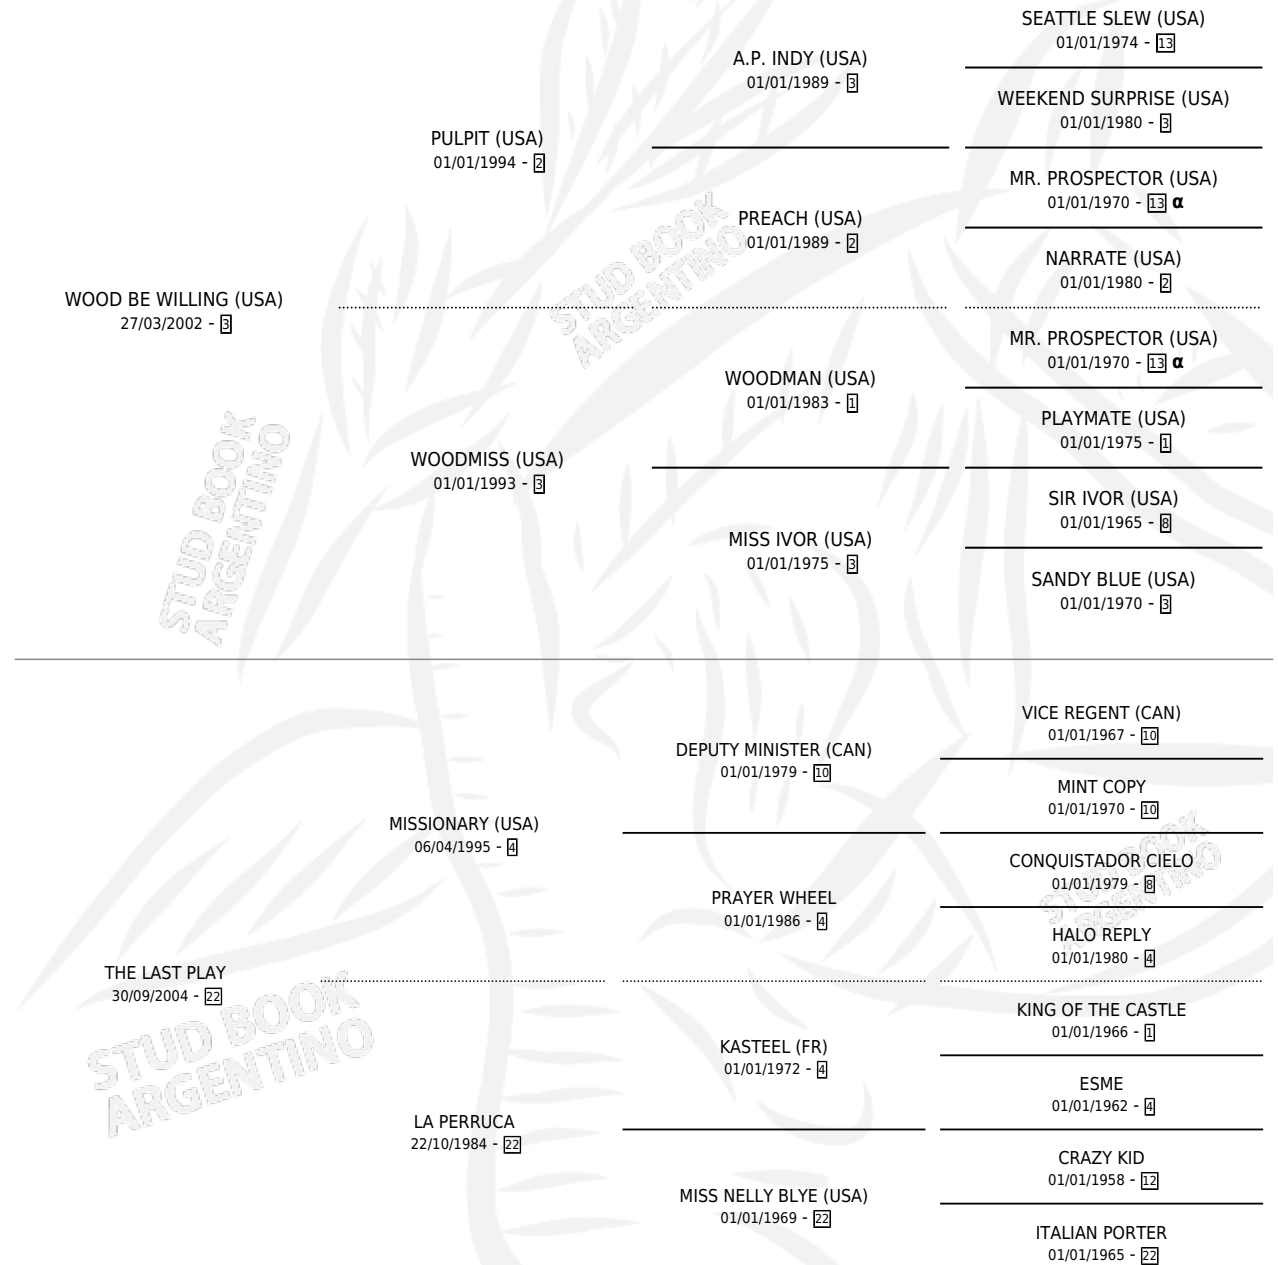 SEATTLE SLEW (USA)
01/01/1974 - 13
A.P. INDY (USA)
01/01/1989 - 3
WEEKEND SURPRISE (USA)
01/01/1980 - 3
PULPIT (USA)
01/01/1994 - 2
MR. PROSPECTOR (USA)
01/01/1970 - 13 α
PREACH (USA)
01/01/1989 - 2
NARRATE (USA)
01/01/1980 - 2
WOOD BE WILLING (USA)
27/03/2002 - 3
MR. PROSPECTOR (USA)
01/01/1970 - 13 α
WOODMAN (USA)
01/01/1983 - 1
PLAYMATE (USA)
01/01/1975 - 1
WOODMISS (USA)
01/01/1993 - 3
SIR IVOR (USA)
01/01/1965 - 8
MISS IVOR (USA)
01/01/1975 - 3
SANDY BLUE (USA)
01/01/1970 - 3
VICE REGENT (CAN)
01/01/1967 - 10
DEPUTY MINISTER (CAN)
01/01/1979 - 10
MINT COPY
01/01/1970 - 10
MISSIONARY (USA)
06/04/1995 - 4
CONQUISTADOR CIELO
01/01/1979 - 8
PRAYER WHEEL
01/01/1986 - 4
HALO REPLY
01/01/1980 - 4
THE LAST PLAY
30/09/2004 - 22
KING OF THE CASTLE
01/01/1966 - 1
KASTEEL (FR)
01/01/1972 - 4
ESME
01/01/1962 - 4
LA PERRUCA
22/10/1984 - 22
CRAZY KID
01/01/1958 - 12
MISS NELLY BLYE (USA)
01/01/1969 - 22
ITALIAN PORTER
01/01/1965 - 22
STUD BOOK
ARGENTINO
STUD BOOK
ARGENTINO
STUD BOOK
ARGENTINO
STUD BOOK
ARGENTINO